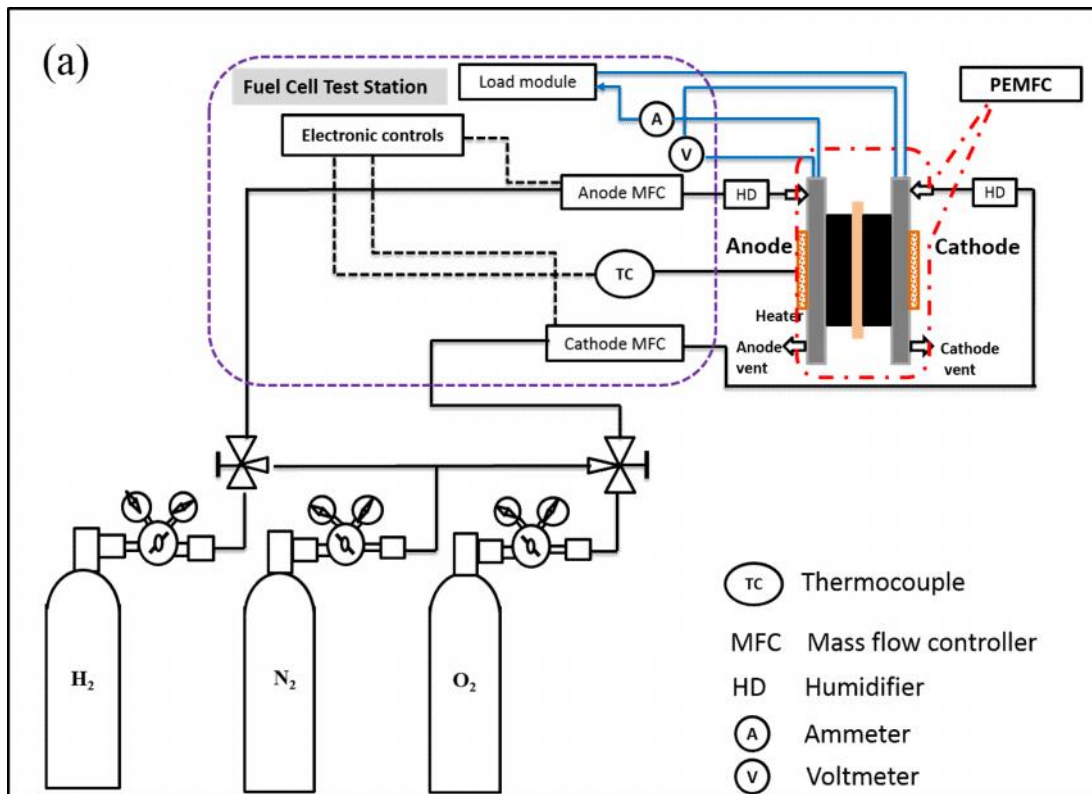 (a)
Fuel Cell Test Station
Load module
PEMFC
A
Electronic controls
V
Anode MFC
HD
HD
Anode
Cathode
TC
Heater
Cathode MFC
Anode
vent
Cathode
vent
H₂
N₂
O₂
TC Thermocouple
MFC Mass flow controller
HD Humidifier
A Ammeter
V Voltmeter